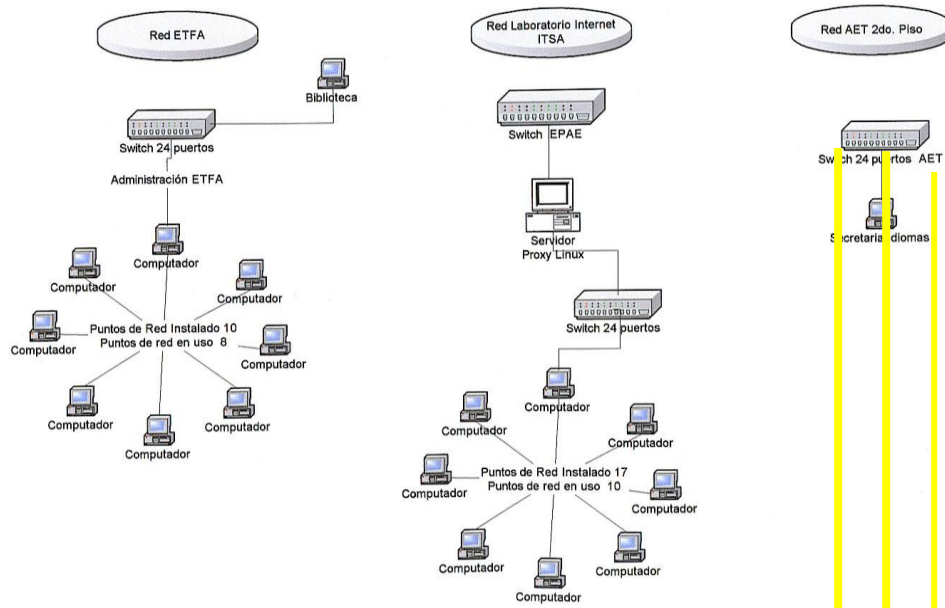 Red ETFA
Biblioteca
Switch 24 puertos
Administración ETFA
Computador
Computador
Computador
Computador
Puntos de Red Instalado 10
Puntos de red en uso 8
Computador
Computador
Computador
Computador
Red Laboratorio Internet
ITSA
Switch EPAE
Servidor
Proxy Linux
Switch 24 puertos
Computador
Computador
Computador
Puntos de Red Instalado 17
Puntos de red en uso 10
Computador
Computador
Computador
Computador
Computador
Red AET 2do. Piso
Switch 24 puertos AET
Secretaria Idiomas